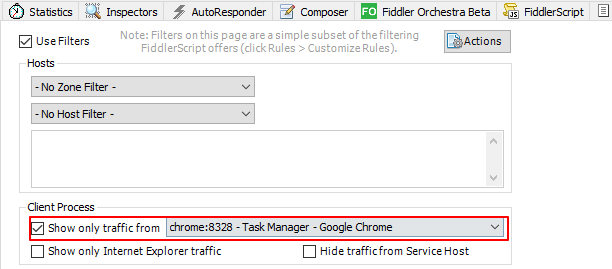 Statistics Inspectors AutoResponder Composer FO Fiddler Orchestra Beta JS FiddlerScript
Use Filters
Note: Filters on this page are a simple subset of the filtering
FiddlerScript offers (click Rules > Customize Rules).
Actions
Hosts
- No Zone Filter -
- No Host Filter -
Client Process
Show only traffic from chrome:8328 - Task Manager - Google Chrome
Show only Internet Explorer traffic Hide traffic from Service Host